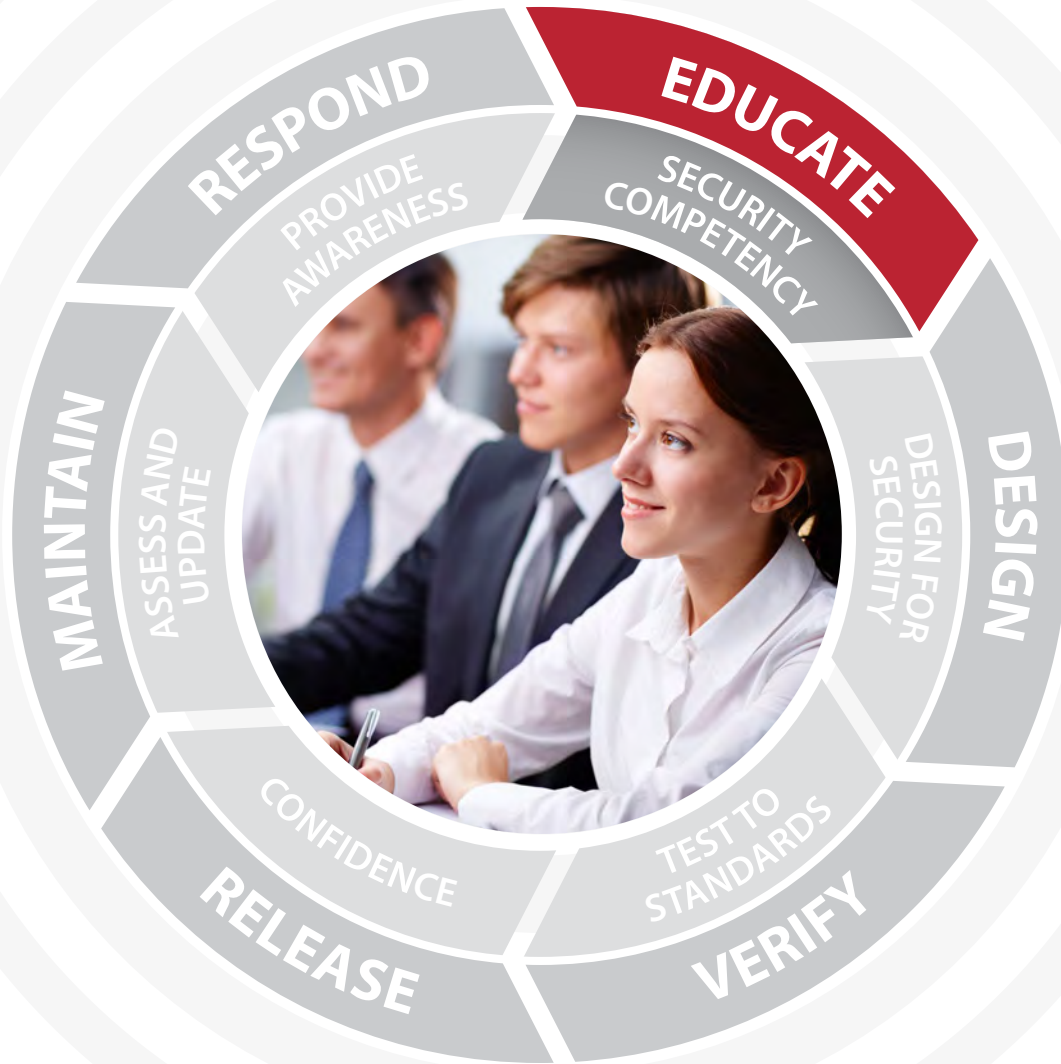 EDUCATE
SECURITY
COMPETENCY
DESIGN
DESIGN FOR
SECURITY
VERIFY
TEST TO
STANDARDS
RELEASE
CONFIDENCE
MAINTAIN
ASSESS AND
UPDATE
RESPOND
PROVIDE
AWARENESS